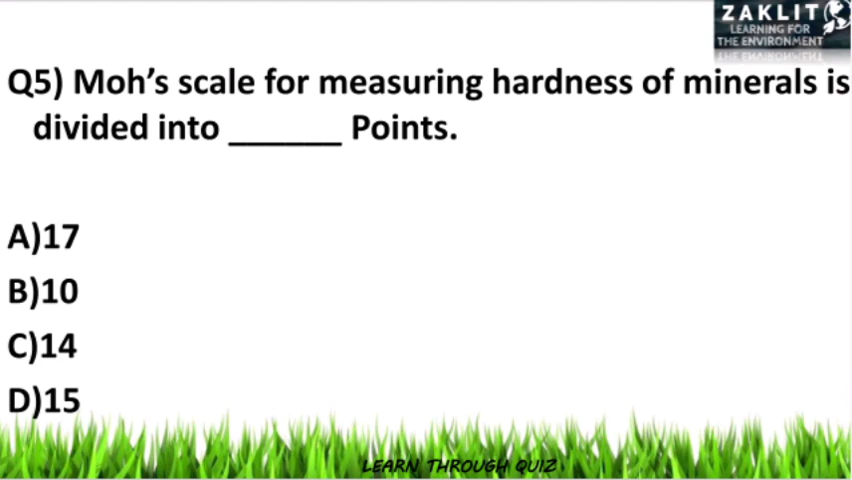 ZAKLIT
LEARNING FOR
THE ENVIRONMENT
Q5) Moh’s scale for measuring hardness of minerals is
divided into ______ Points.
A)17
B)10
C)14
D)15
LEARN THROUGH QUIZ